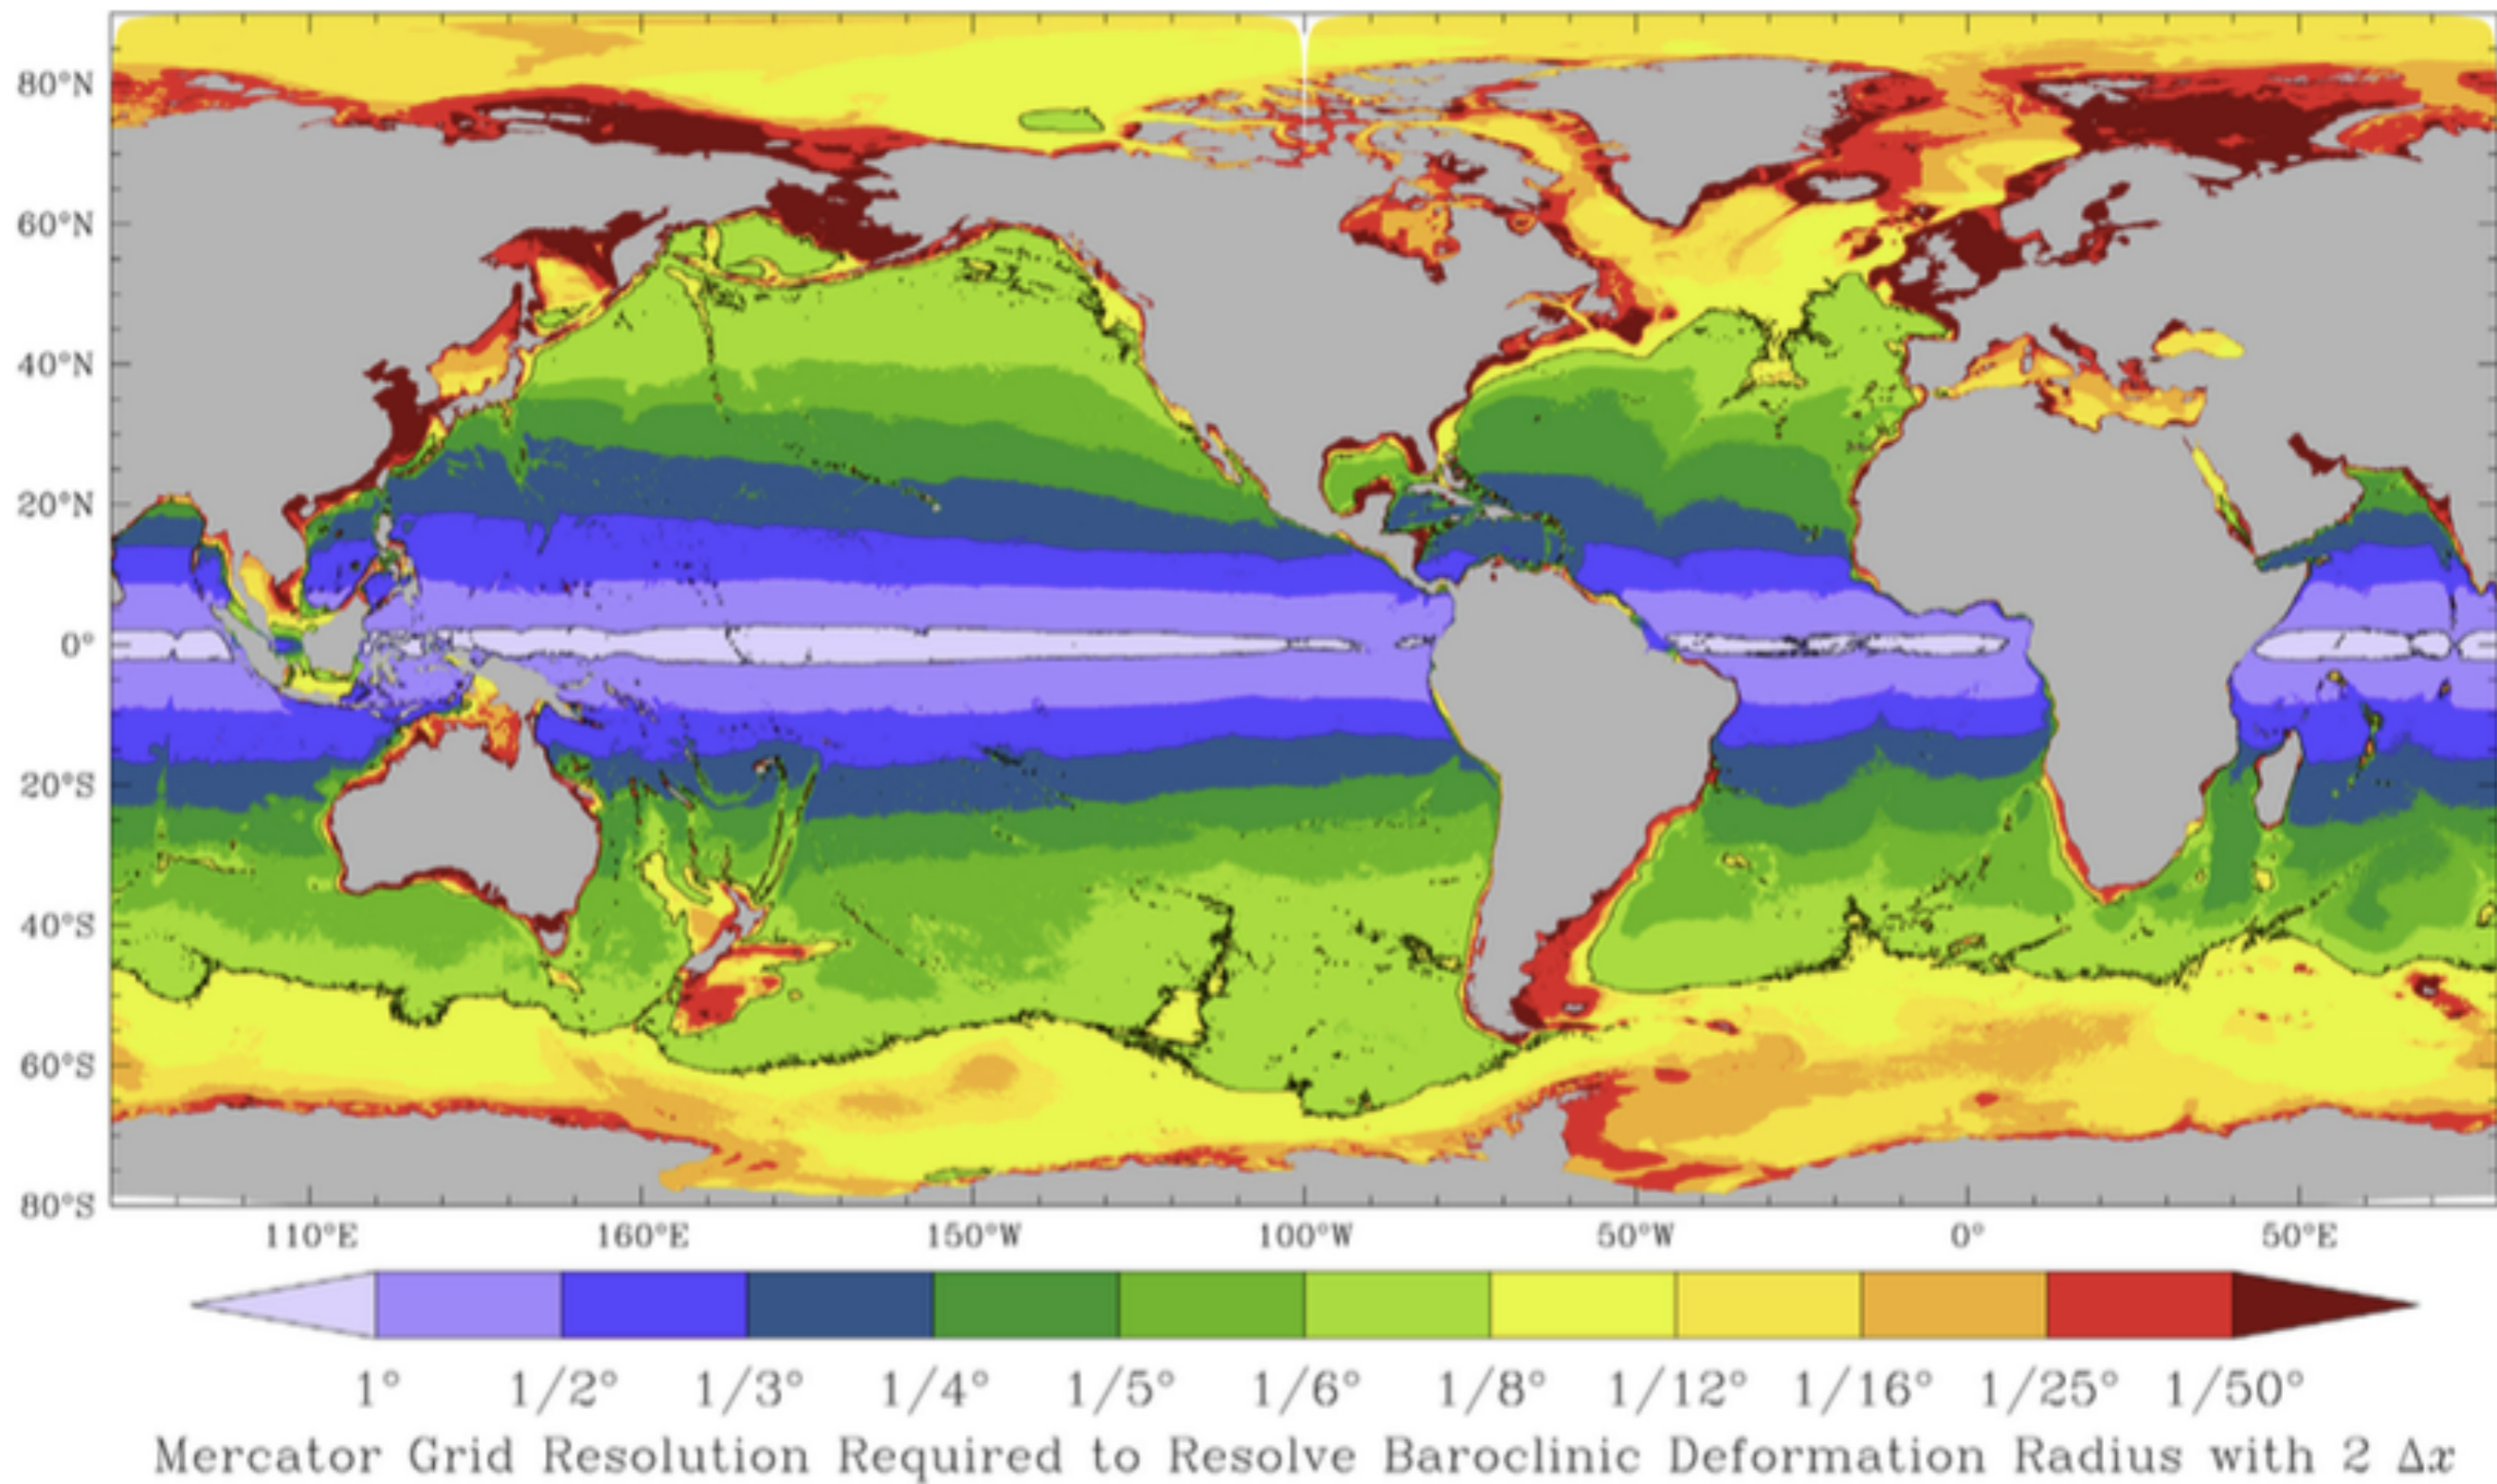 80°N
60°N
40°N
20°N
0°
20°S
40°S
60°S
80°S
110°E 160°E 150°W 100°W 50°W 0° 50°E
1° 1/2° 1/3° 1/4° 1/5° 1/6° 1/8° 1/12° 1/16° 1/25° 1/50°
Mercator Grid Resolution Required to Resolve Baroclinic Deformation Radius with 2 Δx